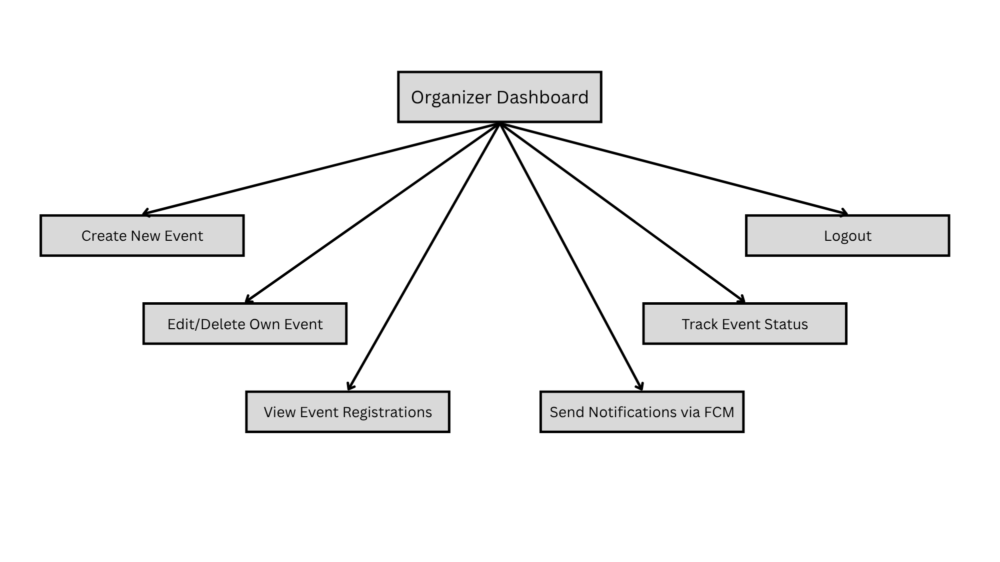 Organizer Dashboard
Create New Event
Logout
Edit/Delete Own Event
Track Event Status
View Event Registrations
Send Notifications via FCM